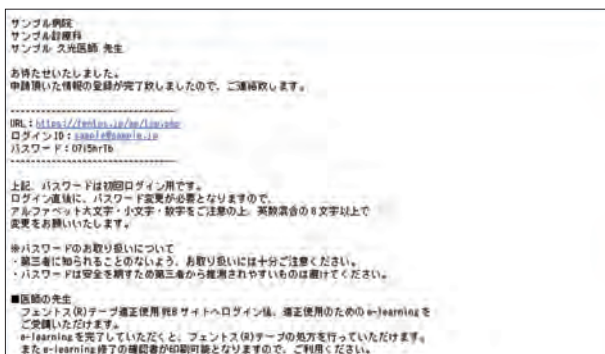 サンプル病院
サンプル診療科
サンプル 久光医師 先生
お待たせいたしました。
申請頂いた情報の登録が完了致しましたので、ご連絡致します。
------------------------------------
URL：https://fentos.jp/ap/top.php
ログインID：sample@sample.jp
パスワード：07i5hrTb
------------------------------------
上記、パスワードは初回ログイン用です。
ログイン直後に、パスワード変更が必要となりますので、
アルファベット大文字・小文字・数字をご注意の上、英数混合の8文字以上で
変更をお願いいたします。
※パスワードのお取り扱いについて
・第三者に知られることのないよう、お取り扱いには十分ご注意ください。
・パスワードは安全を期すため第三者から推測されやすいものは避けてください。
■医師の先生
フェントス(R)テープ適正使用WEBサイトへログイン後、適正使用のためのe-learningを
ご受講いただけます。
e-learningを完了していただくと、フェントス(R)テープの処方を行っていただけます。
またe-learning修了の確認書が印刷可能となりますので、ご利用ください。